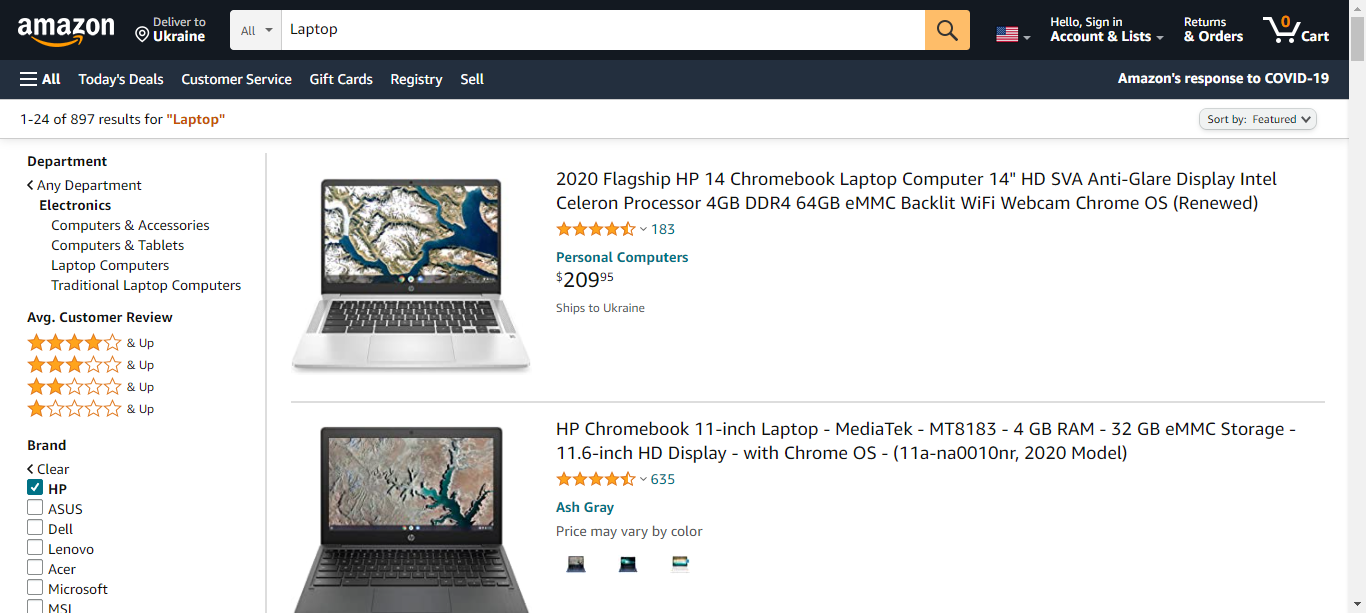 amazon
Deliver to
Ukraine
All
Laptop
Hello, Sign in
Account & Lists
Returns
& Orders
0
Cart
All
Today's Deals
Customer Service
Gift Cards
Registry
Sell
Amazon's response to COVID-19
1-24 of 897 results for "Laptop"
Sort by: Featured
Department
Any Department
Electronics
Computers & Accessories
Computers & Tablets
Laptop Computers
Traditional Laptop Computers
Avg. Customer Review
& Up
& Up
& Up
& Up
Brand
Clear
HP
ASUS
Dell
Lenovo
Acer
Microsoft
MSI
2020 Flagship HP 14 Chromebook Laptop Computer 14" HD SVA Anti-Glare Display Intel
Celeron Processor 4GB DDR4 64GB eMMC Backlit WiFi Webcam Chrome OS (Renewed)
183
Personal Computers
$20995
Ships to Ukraine
HP Chromebook 11-inch Laptop - MediaTek - MT8183 - 4 GB RAM - 32 GB eMMC Storage -
11.6-inch HD Display - with Chrome OS - (11a-na0010nr, 2020 Model)
635
Ash Gray
Price may vary by color